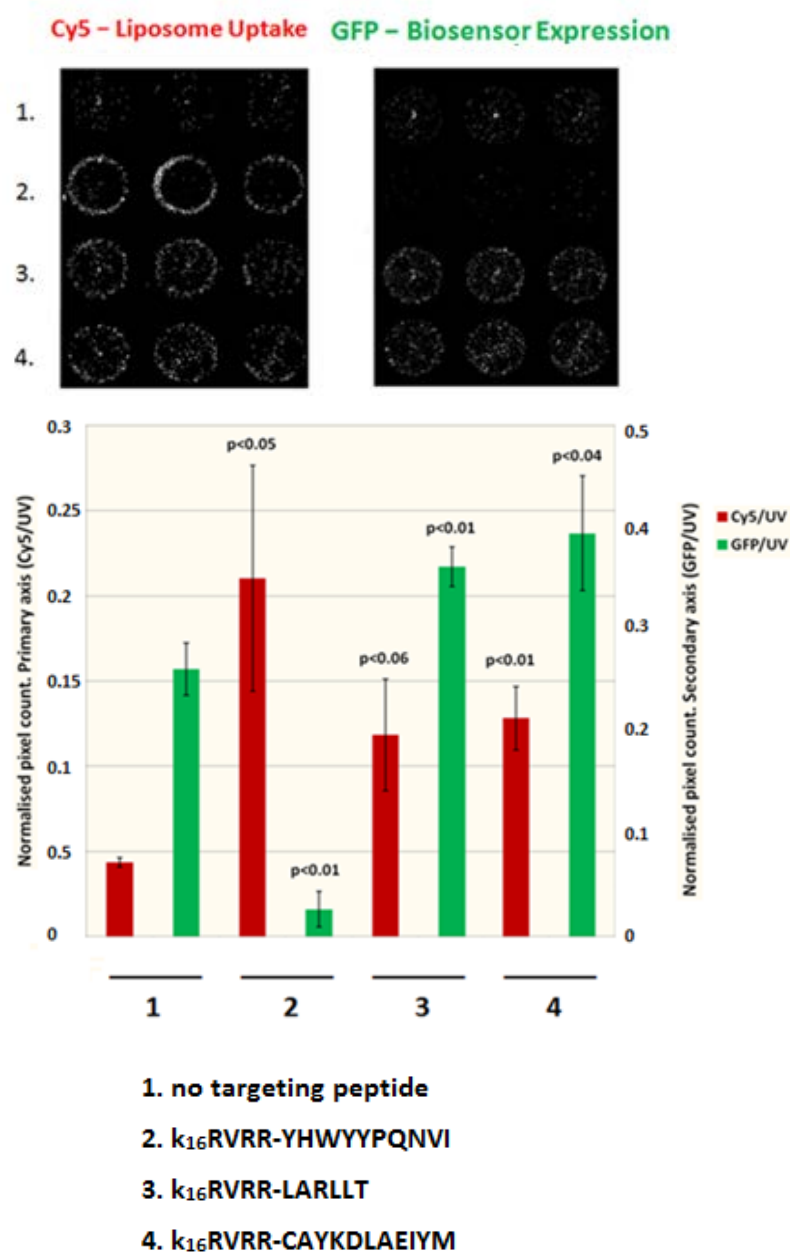 Cy5 – Liposome Uptake
GFP – Biosensor Expression
1.
2.
3.
4.
Normalised pixel count. Primary axis (Cy5/UV)
0.3
0.25
0.2
0.15
0.1
0.5
0
p<0.05
p<0.01
p<0.06
p<0.01
p<0.01
p<0.04
0.5
0.4
0.3
0.2
0.1
0
Normalised pixel count. Secondary axis (GFP/UV)
Cy5/UV
GFP/UV
1 2 3 4
1. no targeting peptide
2. k₁₆RVRR-YHWYYPQNVI
3. k₁₆RVRR-LARLLT
4. k₁₆RVRR-CAYKDLAEIYM